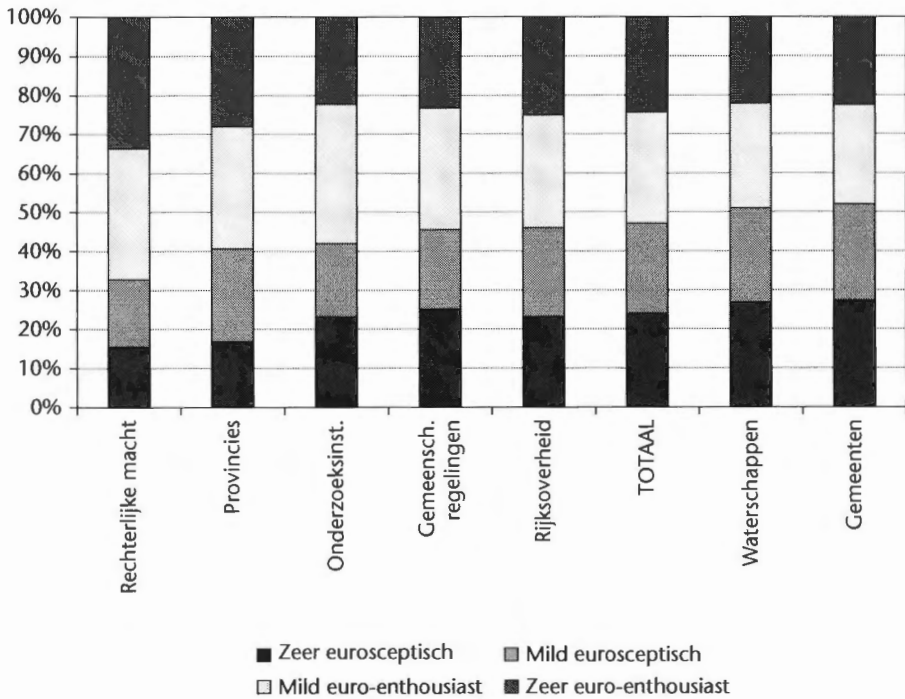 100%
90%
80%
70%
60%
50%
40%
30%
20%
10%
0%
Rechterlijke macht
Provincies
Onderzoeksinst.
Gemeensch.
regelingen
Rijksoverheid
TOTAAL
Waterschappen
Gemeenten
Zeer eurosceptisch
Mild eurosceptisch
Mild euro-enthousiast
Zeer euro-enthousiast